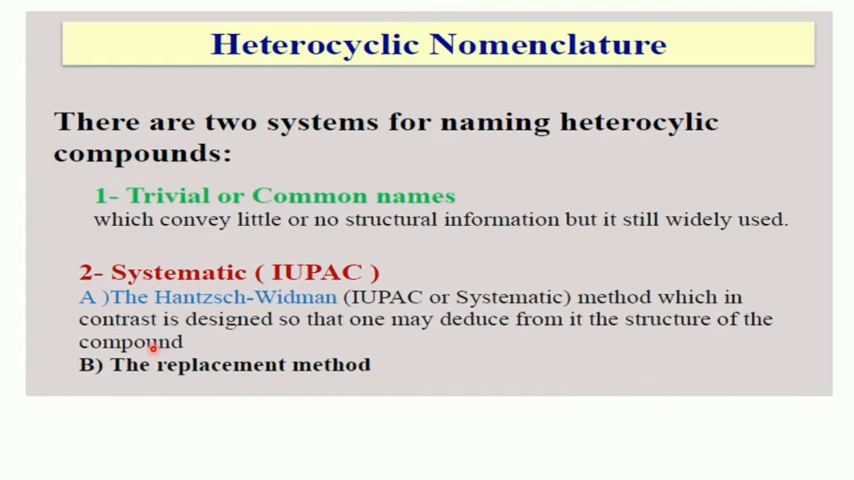 Heterocyclic Nomenclature
There are two systems for naming heterocylic
compounds:
1- Trivial or Common names
which convey little or no structural information but it still widely used.
2- Systematic ( IUPAC )
A )The Hantzsch-Widman (IUPAC or Systematic) method which in
contrast is designed so that one may deduce from it the structure of the
compound
B) The replacement method